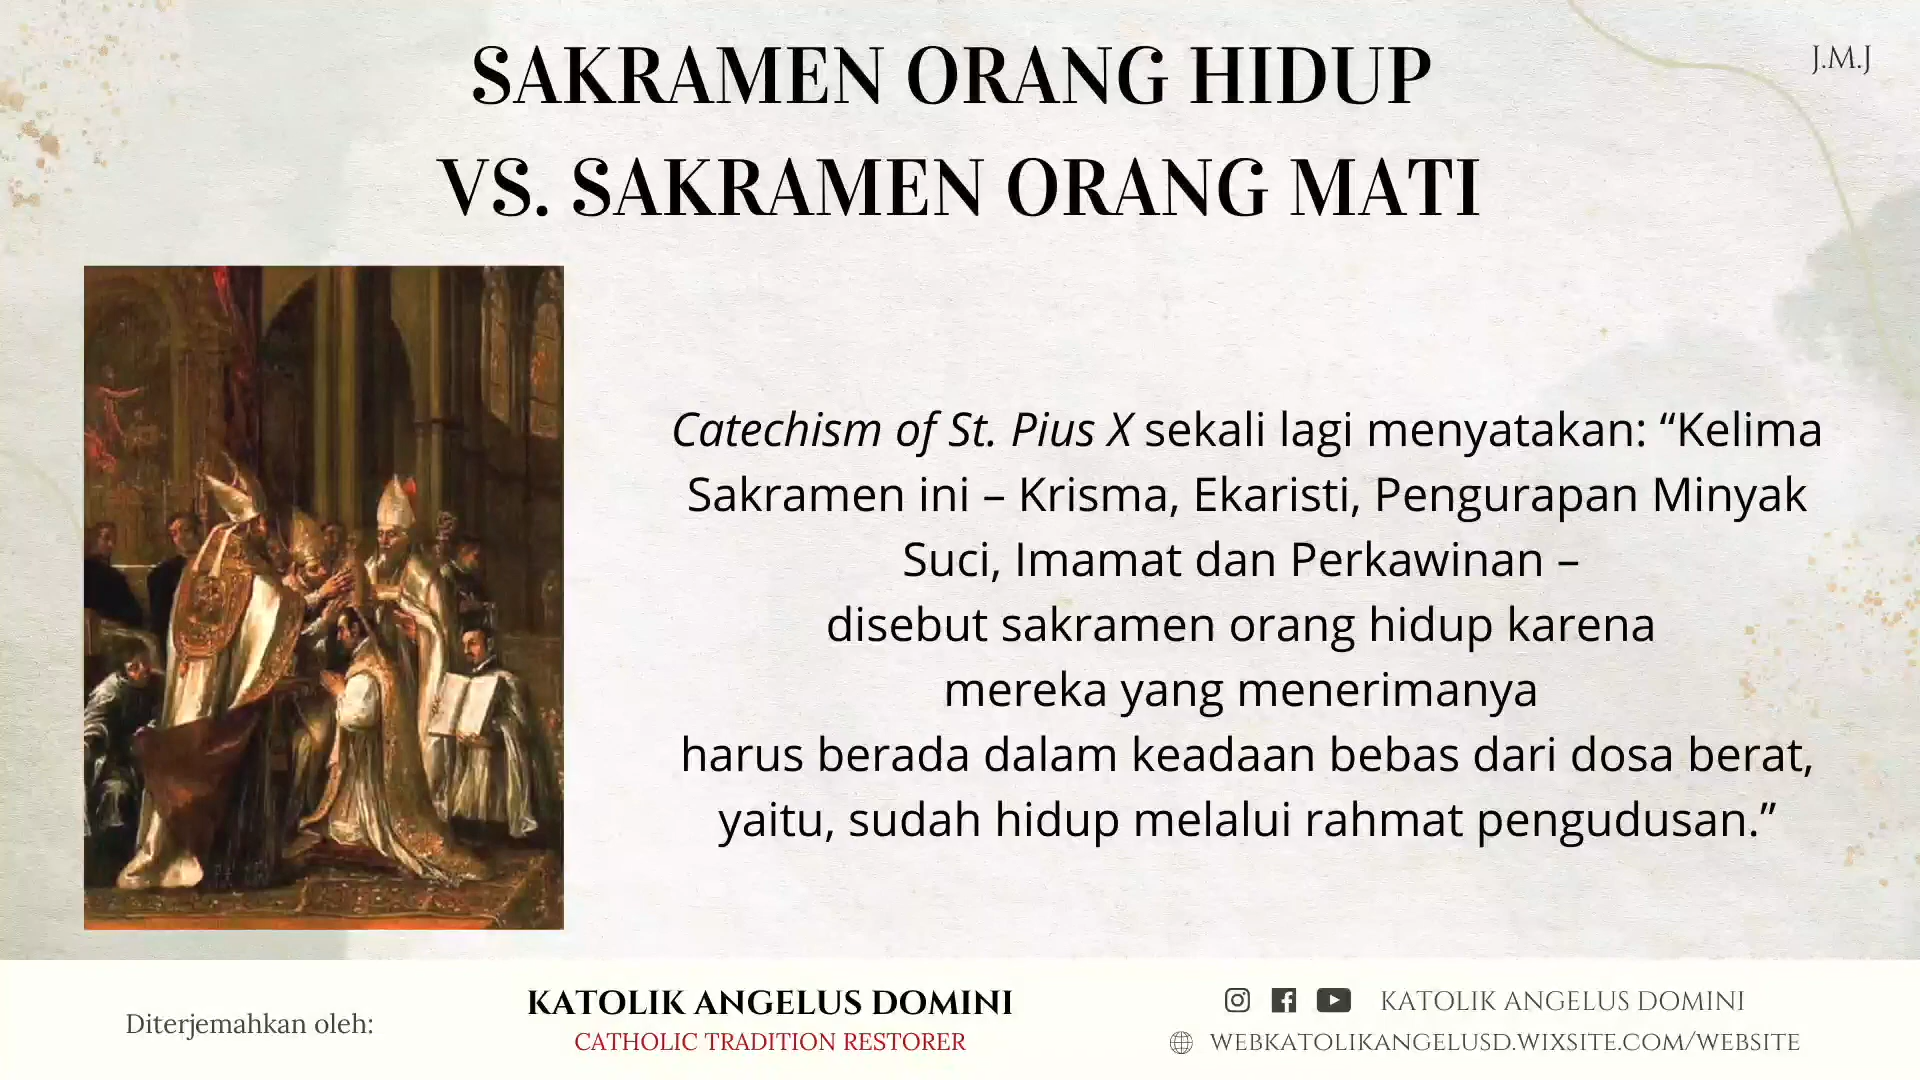 SAKRAMEN ORANG HIDUP
VS. SAKRAMEN ORANG MATI
J.M.J
Catechism of St. Pius X sekali lagi menyatakan: “Kelima
Sakramen ini – Krisma, Ekaristi, Pengurapan Minyak
Suci, Imamat dan Perkawinan –
disebut sakramen orang hidup karena
mereka yang menerimanya
harus berada dalam keadaan bebas dari dosa berat,
yaitu, sudah hidup melalui rahmat pengudusan.”
Diterjemahkan oleh:
KATOLIK ANGELUS DOMINI
CATHOLIC TRADITION RESTORER
KATOLIK ANGELUS DOMINI
WEBKATOLIKANGELUSD.WIXSITE.COM/WEBSITE